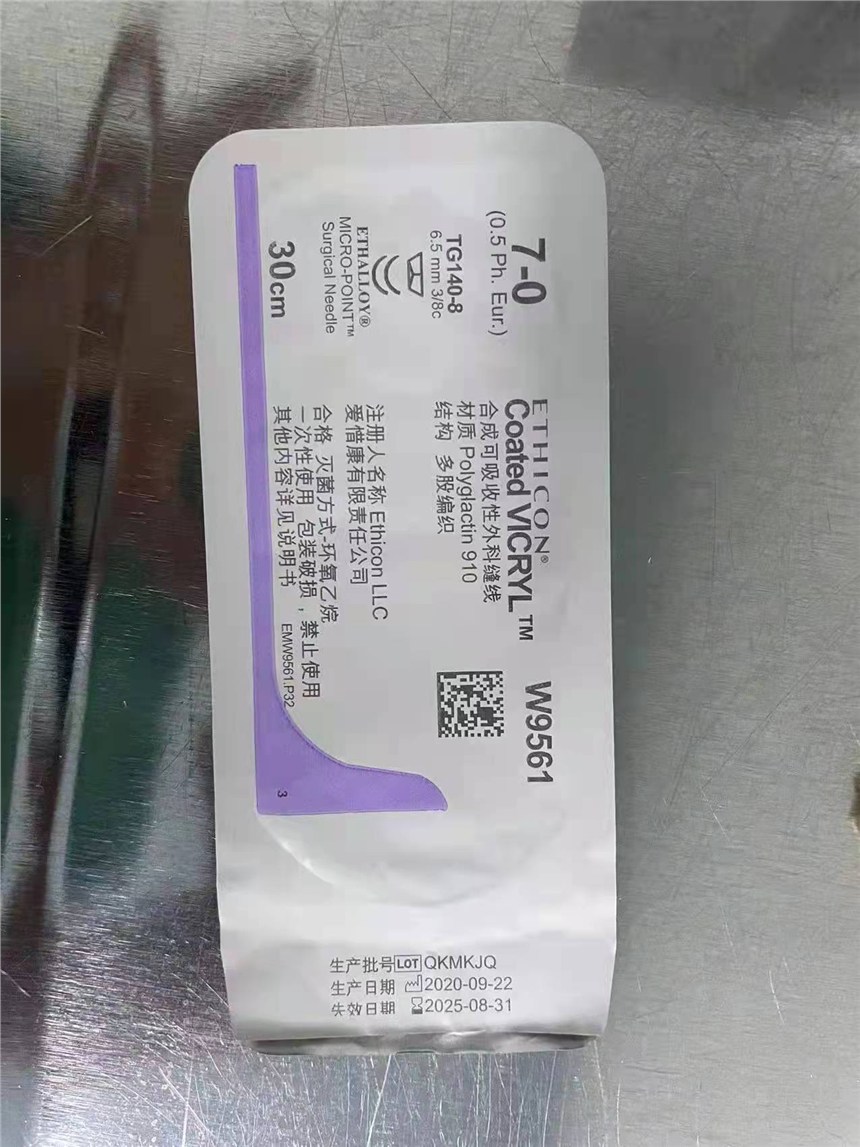 7-0
(0.5 Ph. Eur.)
TG140-8
6.5 mm 3/8c
ETHALLOY®
MICRO-POINT™
Surgical Needle
30cm
ETHICON®
Coated VICRYL™
合成可吸收性外科缝线
材质 Polyglactin 910
结构 多股编织
注册人名称 Ethicon LLC
爱惜康有限责任公司
合格 灭菌方式-环氧乙烷
一次性使用 包装破损，禁止使用
其他内容详见说明书
EMW9561.P32
W9561
3
生产批号 LOT QKMKJQ
生产日期 2020-09-22
失效日期 2025-08-31